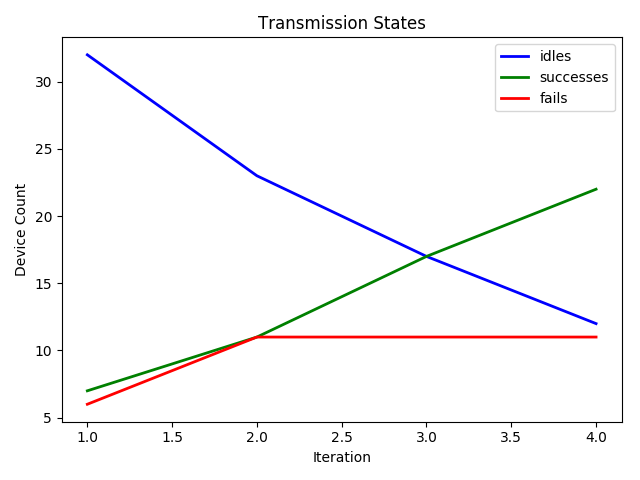 Transmission States
idles
successes
fails
Device Count
30
25
20
15
10
5
1.0 1.5 2.0 2.5 3.0 3.5 4.0
Iteration